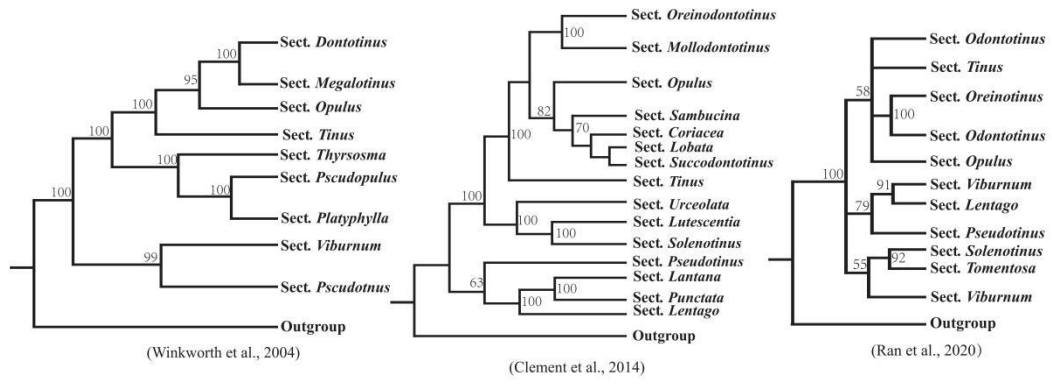 Sect. Dontotinus
100
95
Sect. Megalotinus
100
Sect. Opulus
100
Sect. Tinus
Sect. Thyrsosma
100
Sect. Pscudopulus
100
100
Sect. Platyphylla
Sect. Viburnum
99
Sect. Pscudotnus
Outgroup
(Winkworth et al., 2004)
Sect. Oreinodontotinus
100
Sect. Mollodontotinus
Sect. Opulus
82
Sect. Sambucina
70
Sect. Coriacea
Sect. Lobata
100
Sect. Succodontotinus
Sect. Tinus
100
Sect. Urceolata
100
Sect. Lutescentia
100
Sect. Solenotinus
Sect. Pseudotinus
63
Sect. Lantana
100
100
Sect. Punctata
Sect. Lentago
Outgroup
(Clement et al., 2014)
Sect. Odontotinus
Sect. Tinus
58
Sect. Oreinotinus
100
Sect. Odontotinus
Sect. Opulus
100
91
Sect. Viburnum
Sect. Lentago
79
Sect. Pseudotinus
Sect. Solenotinus
92
55
Sect. Tomentosa
Sect. Viburnum
Outgroup
(Ran et al., 2020)